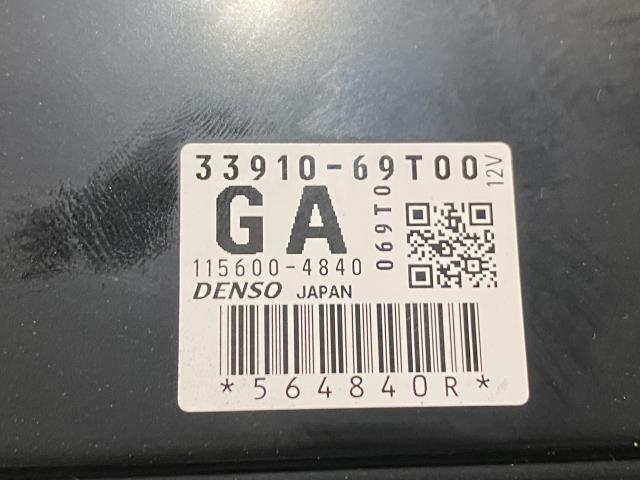 33910-69T00
12V
GA
069T0
115600-4840
DENSO JAPAN
*564840R*